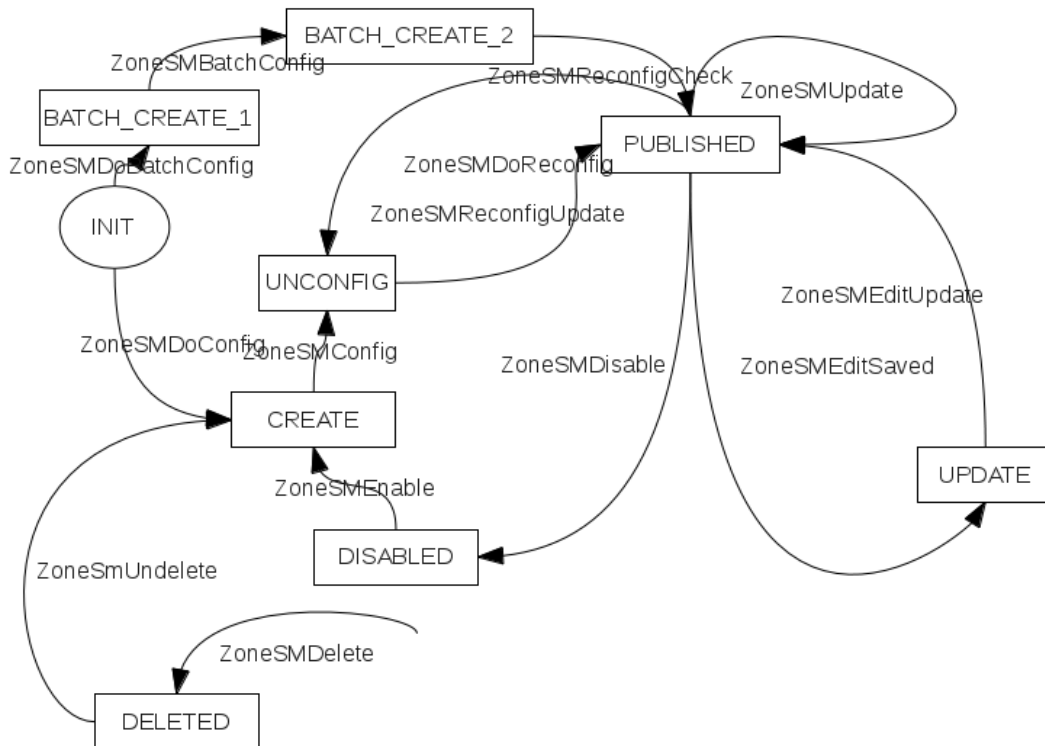 BATCH_CREATE_2
ZoneSMBatchConfig
ZoneSMReconfigCheck
ZoneSMUpdate
BATCH_CREATE_1
PUBLISHED
ZoneSMDoBatchConfig
ZoneSMDoReconfig
ZoneSMReconfigUpdate
INIT
UNCONFIG
ZoneSMEditUpdate
ZoneSMDoConfig
ZoneSMConfig
ZoneSMDisable
ZoneSMEditSaved
CREATE
UPDATE
ZoneSMEnable
DISABLED
ZoneSmUndelete
ZoneSMDelete
DELETED